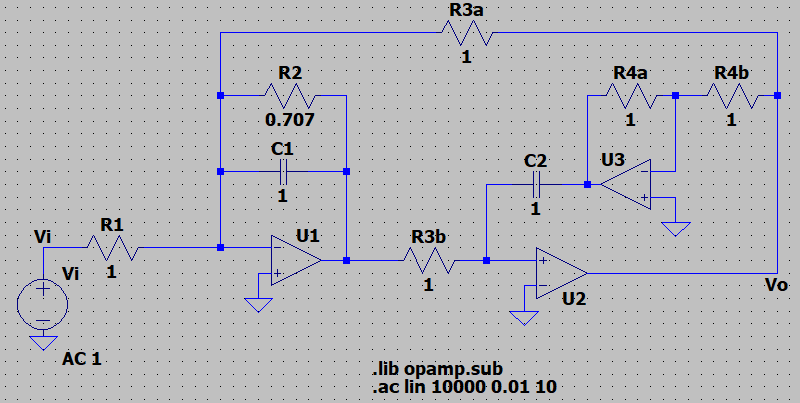 R3a
1
R2
0.707
R4a
1
R4b
1
C1
1
C2
1
U3
Vi
R1
1
U1
R3b
1
U2
Vo
Vi
AC 1
.lib opamp.sub
.ac lin 10000 0.01 10